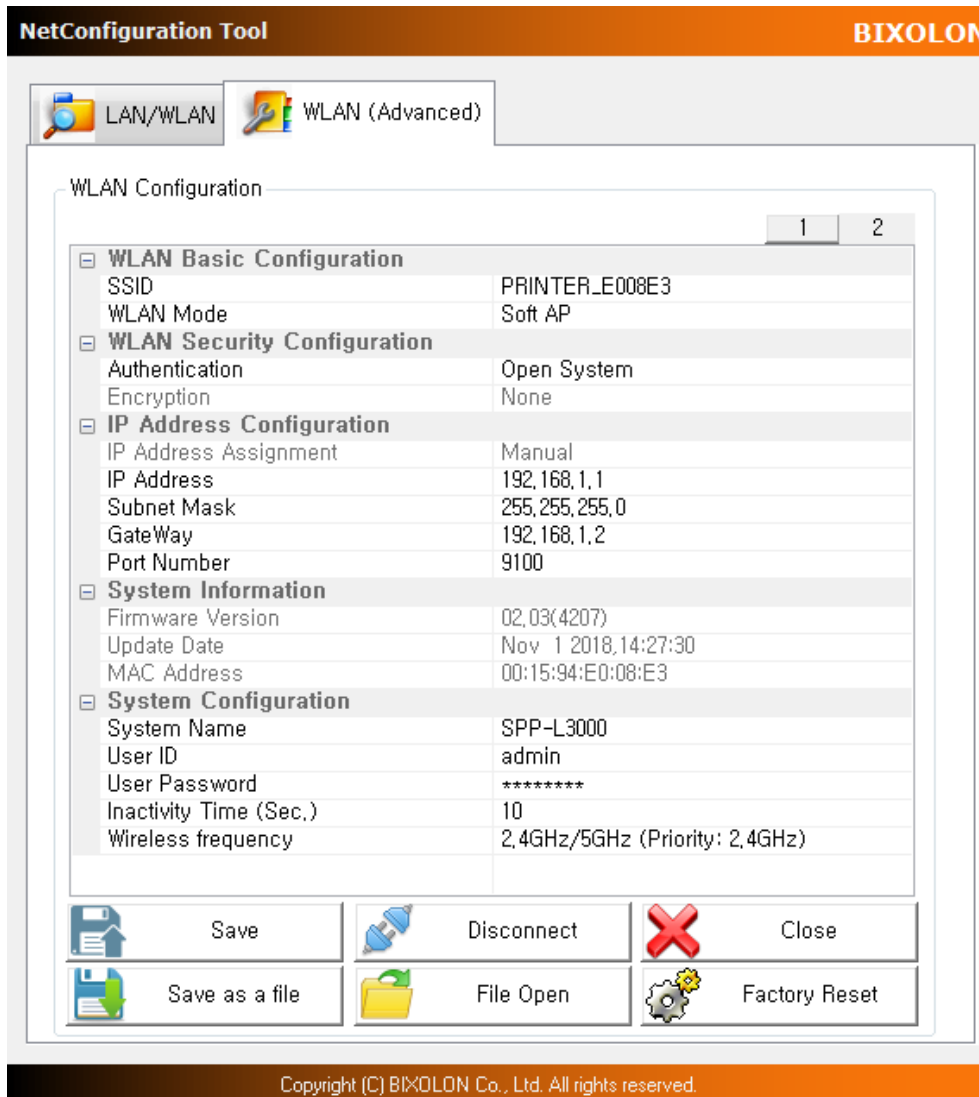 NetConfiguration Tool BIXOLON
LAN/WLAN WLAN (Advanced)
WLAN Configuration
1 2
WLAN Basic Configuration
SSID PRINTER_E008E3
WLAN Mode Soft AP
WLAN Security Configuration
Authentication Open System
Encryption None
IP Address Configuration
IP Address Assignment Manual
IP Address 192,168,1,1
Subnet Mask 255,255,255,0
GateWay 192,168,1,2
Port Number 9100
System Information
Firmware Version 02,03(4207)
Update Date Nov 1 2018,14:27:30
MAC Address 00:15:94:E0:08:E3
System Configuration
System Name SPP-L3000
User ID admin
User Password ********
Inactivity Time (Sec,) 10
Wireless frequency 2,4GHz/5GHz (Priority: 2,4GHz)
Save Disconnect Close
Save as a file File Open Factory Reset
Copyright (C) BIXOLON Co., Ltd. All rights reserved.